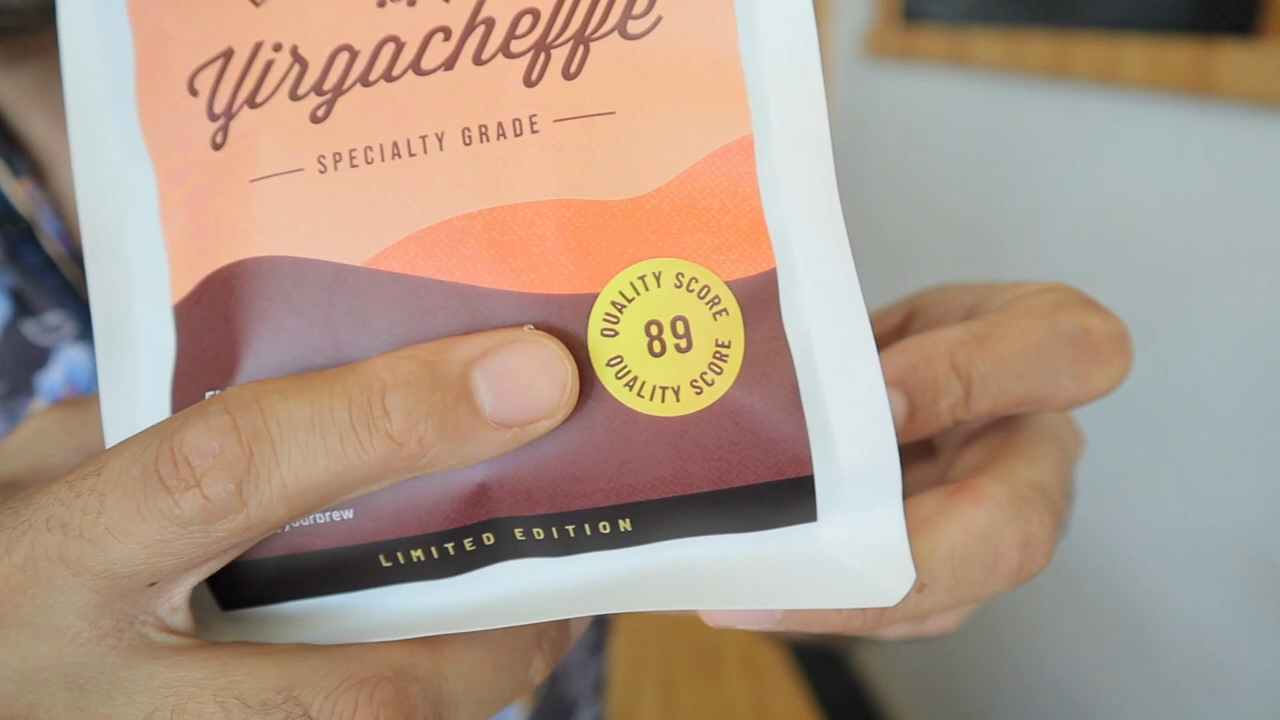 Yirgacheffe
SPECIALTY GRADE
QUALITY SCORE
89
QUALITY SCORE
LIMITED EDITION